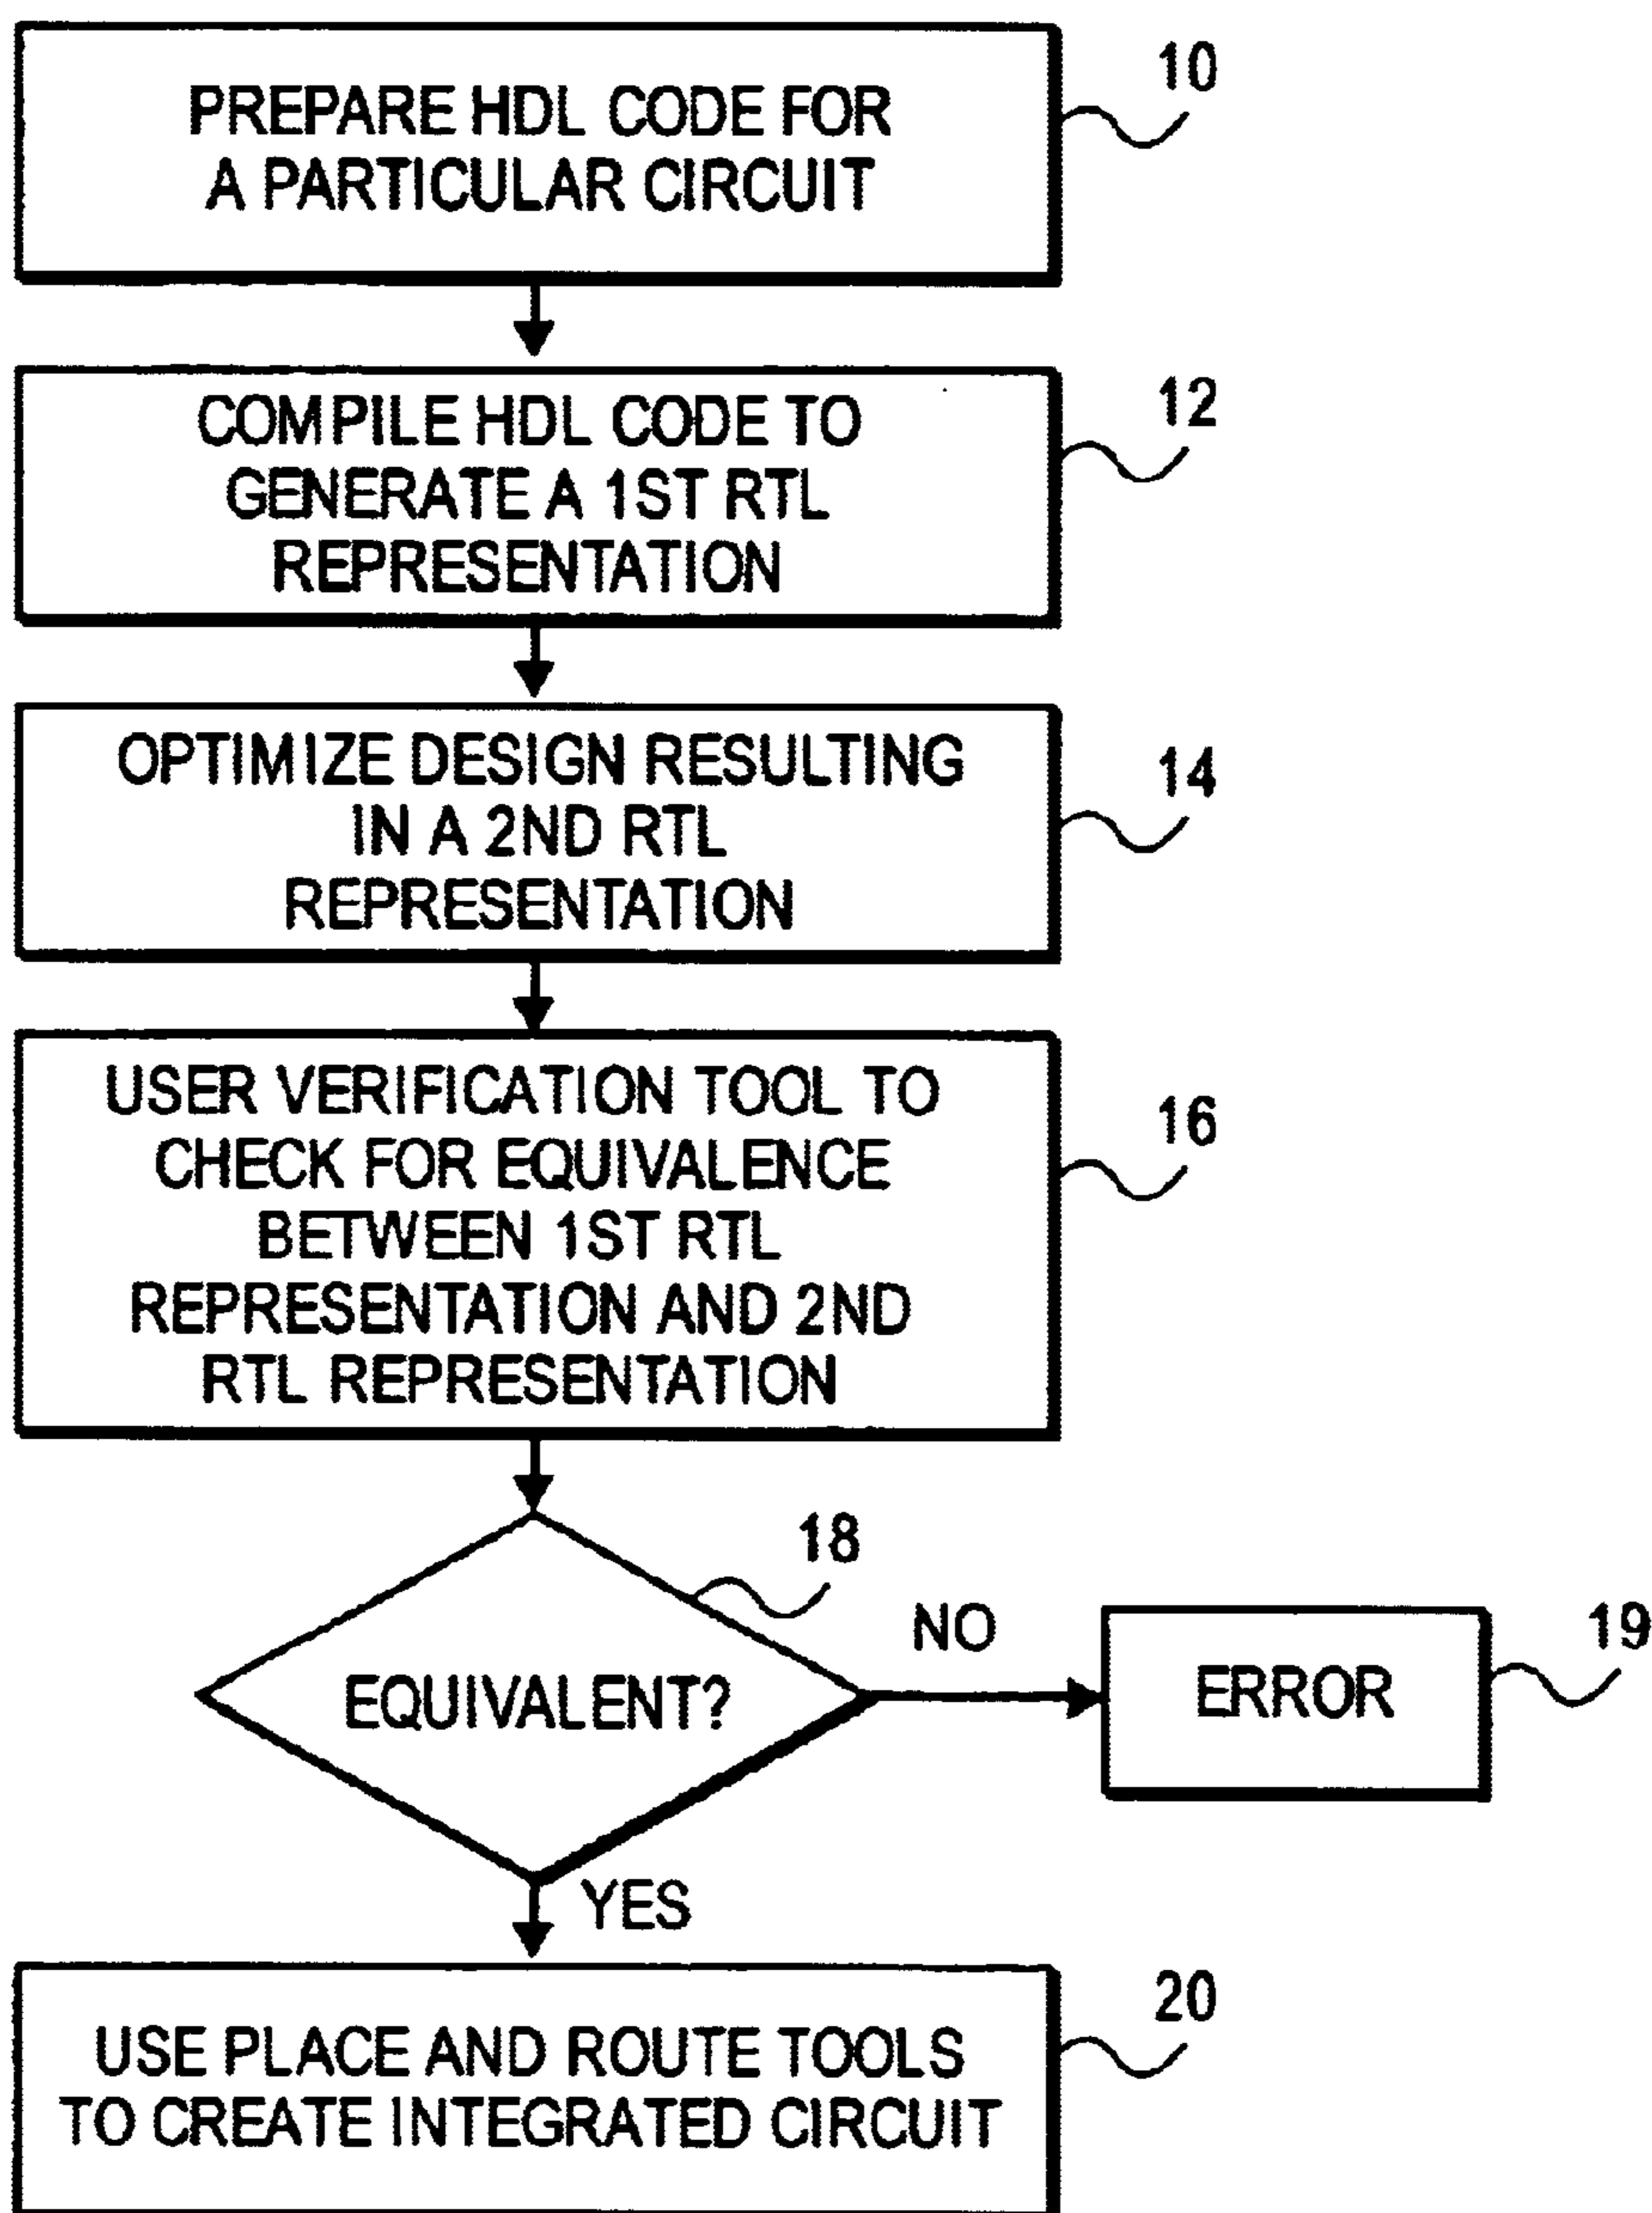 PREPARE HDL CODE FOR
A PARTICULAR CIRCUIT
10
COMPILE HDL CODE TO
GENERATE A 1ST RTL
REPRESENTATION
12
OPTIMIZE DESIGN RESULTING
IN A 2ND RTL
REPRESENTATION
14
USER VERIFICATION TOOL TO
CHECK FOR EQUIVALENCE
BETWEEN 1ST RTL
REPRESENTATION AND 2ND
RTL REPRESENTATION
16
18
EQUIVALENT?
NO
ERROR
19
YES
USE PLACE AND ROUTE TOOLS
TO CREATE INTEGRATED CIRCUIT
20